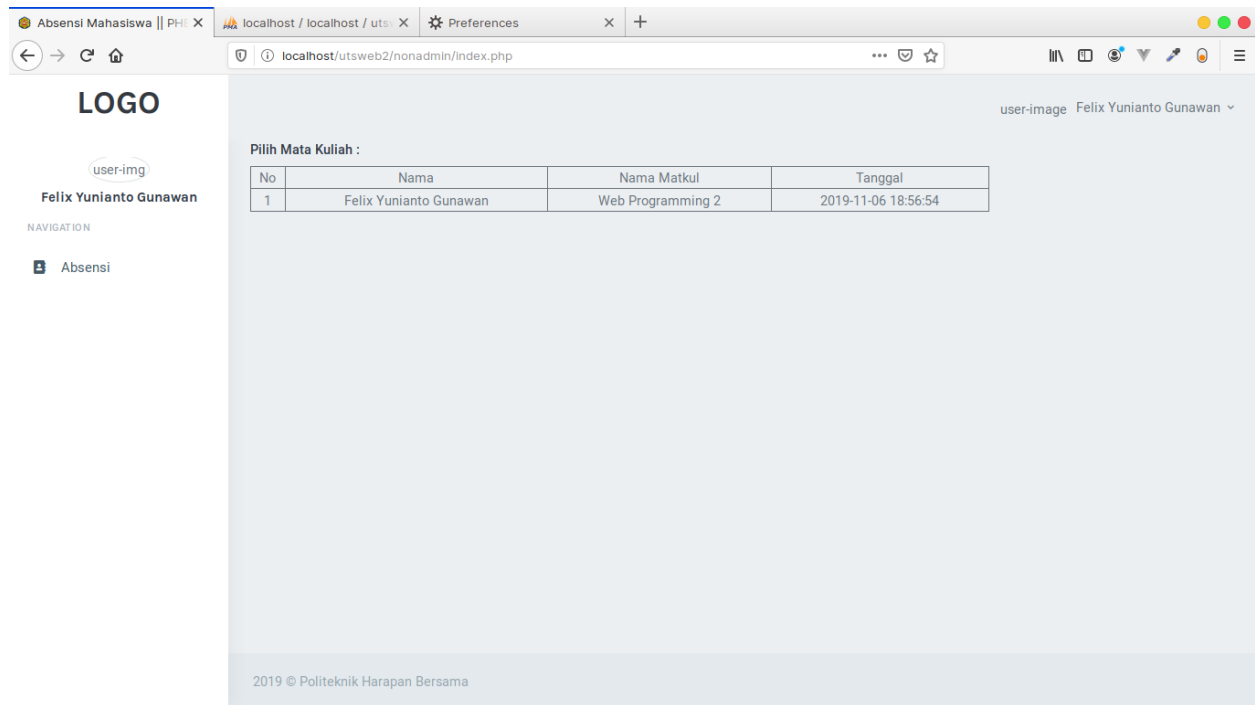 Absensi Mahasiswa || PHB
localhost / localhost / uts
Preferences
localhost/utsweb2/nonadmin/index.php
LOGO
user-image Felix Yunianto Gunawan
user-img
Felix Yunianto Gunawan
NAVIGATION
Absensi
Pilih Mata Kuliah :
No Nama Nama Matkul Tanggal
1 Felix Yunianto Gunawan Web Programming 2 2019-11-06 18:56:54
2019 © Politeknik Harapan Bersama